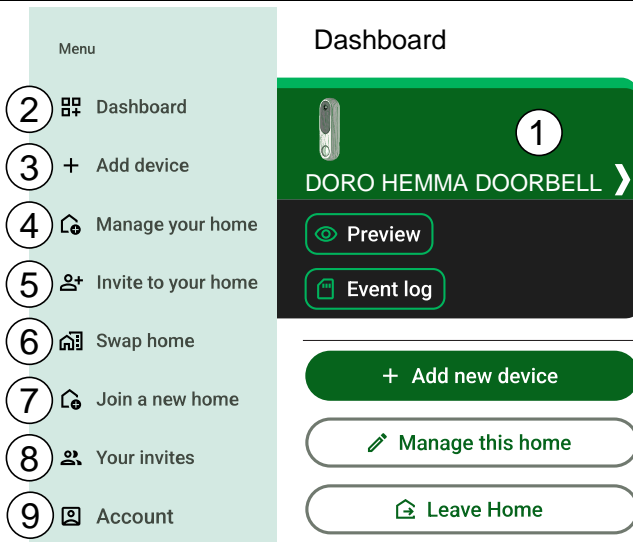 Menu
2 Dashboard
3 Add device
4 Manage your home
5 Invite to your home
6 Swap home
7 Join a new home
8 Your invites
9 Account
Dashboard
1
DORO HEMMA DOORBELL
Preview
Event log
+ Add new device
Manage this home
Leave Home